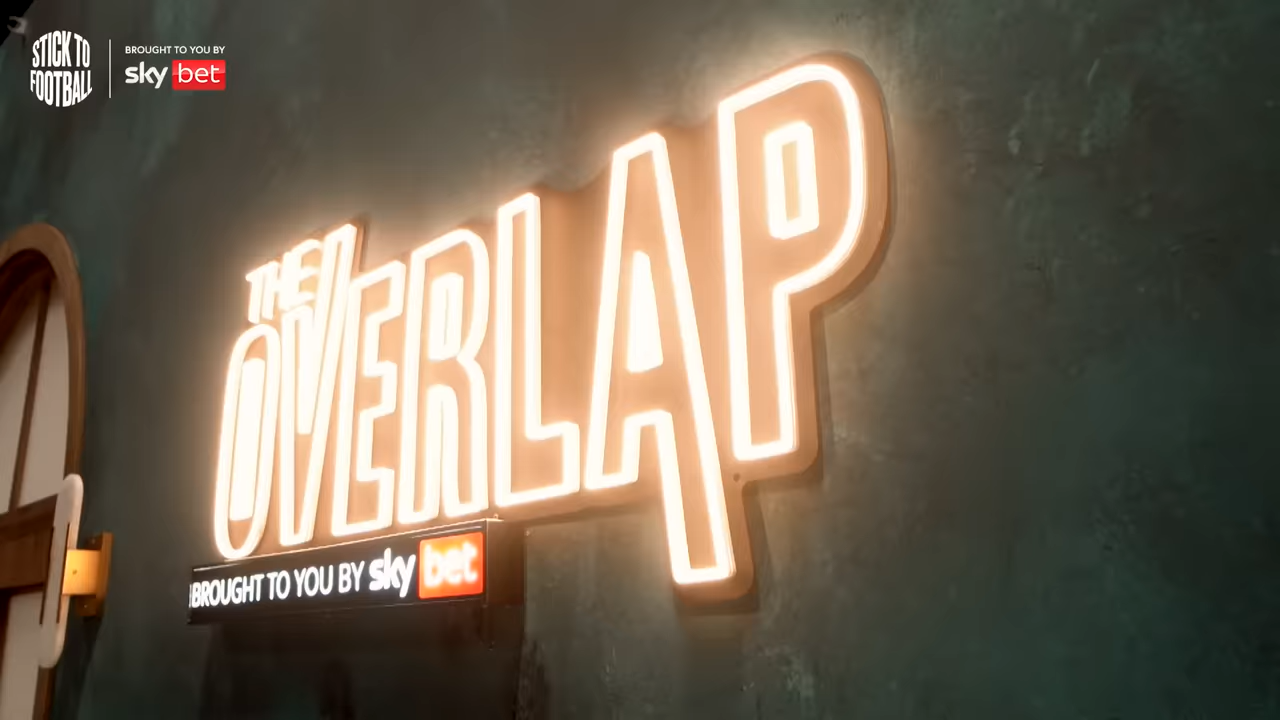 STICK TO
FOOTBALL
BROUGHT TO YOU BY
sky bet
THE
OVERLAP
BROUGHT TO YOU BY sky bet